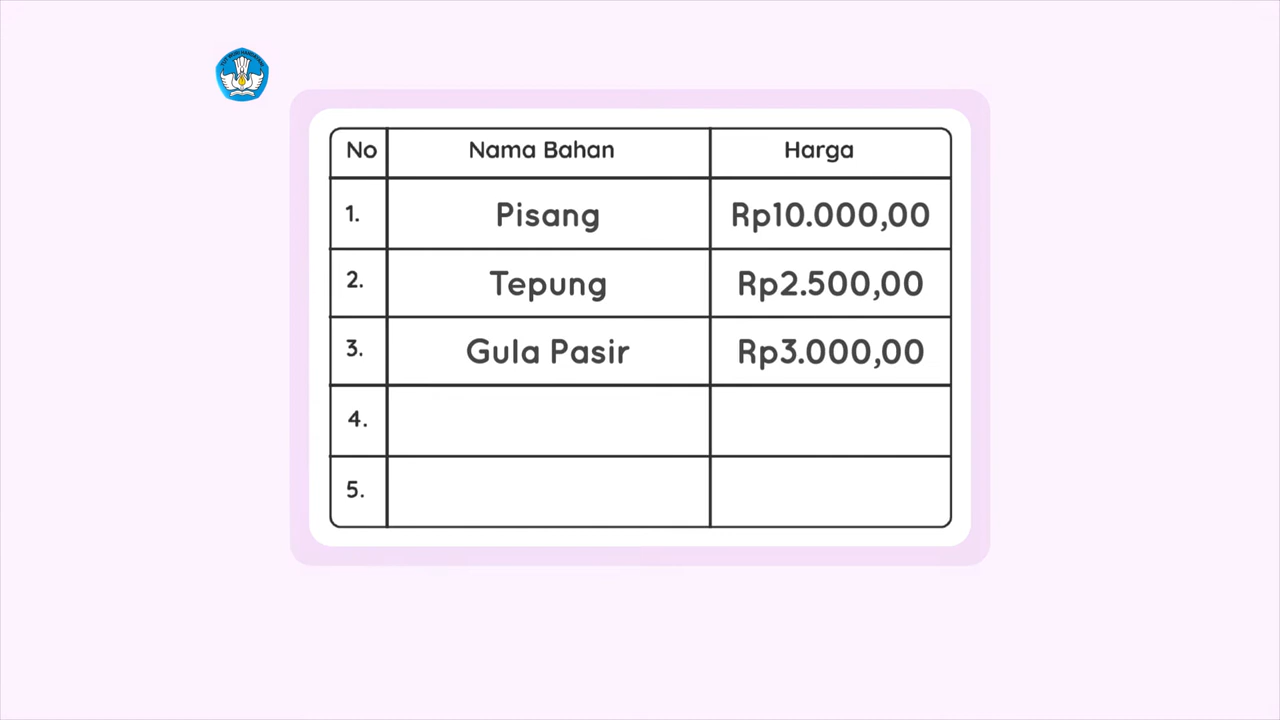 No Nama Bahan Harga
1. Pisang Rp10.000,00
2. Tepung Rp2.500,00
3. Gula Pasir Rp3.000,00
4.
5.